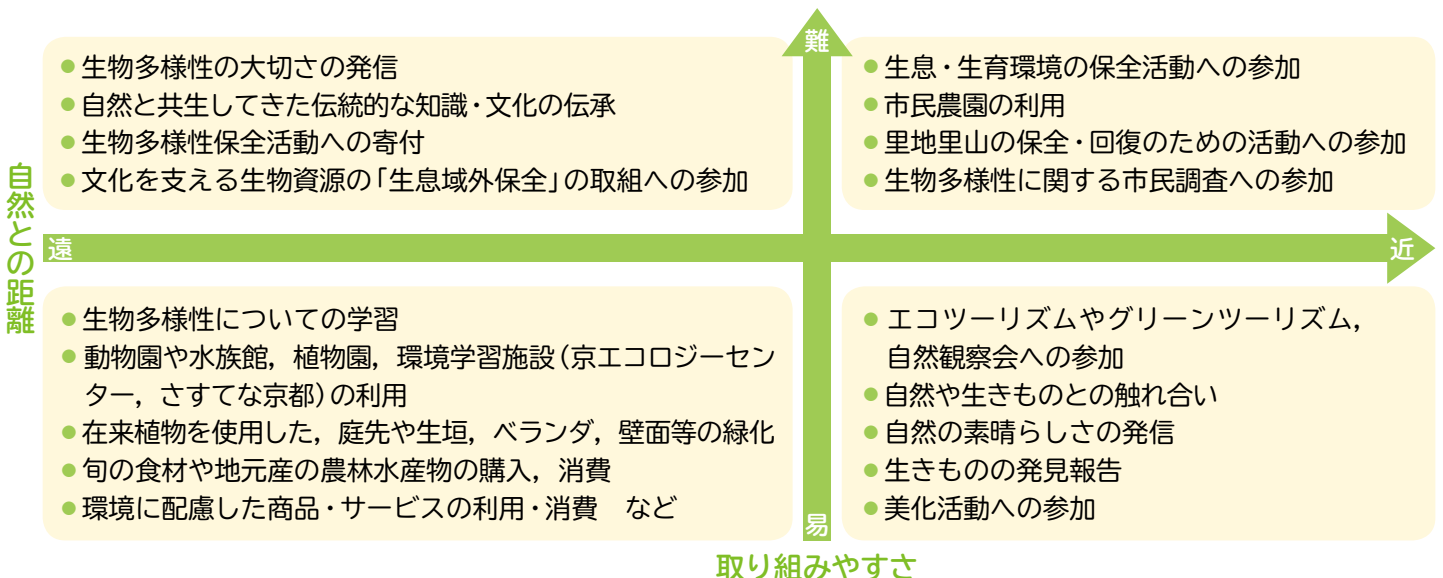 難
● 生物多様性の大切さの発信
● 自然と共生してきた伝統的な知識・文化の伝承
● 生物多様性保全活動への寄付
● 文化を支える生物資源の「生息域外保全」の取組への参加
● 生息・生育環境の保全活動への参加
● 市民農園の利用
● 里地里山の保全・回復のための活動への参加
● 生物多様性に関する市民調査への参加
自然との距離
遠
近
● 生物多様性についての学習
● 動物園や水族館，植物園，環境学習施設（京エコロジーセン
ター，さすてな京都）の利用
● 在来植物を使用した，庭先や生垣，ベランダ，壁面等の緑化
● 旬の食材や地元産の農林水産物の購入，消費
● 環境に配慮した商品・サービスの利用・消費　など
● エコツーリズムやグリーンツーリズム，
自然観察会への参加
● 自然や生きものとの触れ合い
● 自然の素晴らしさの発信
● 生きものの発見報告
● 美化活動への参加
易
取り組みやすさ